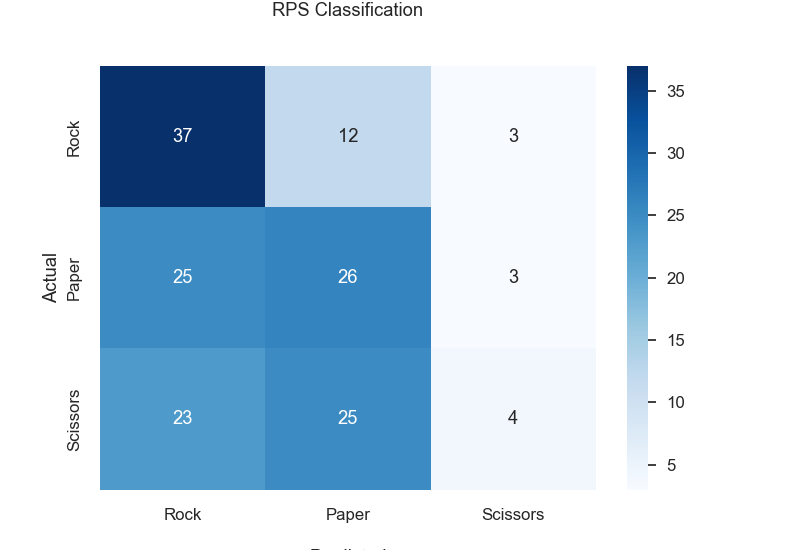 RPS Classification
Actual
Rock
37 12 3
Paper
25 26 3
Scissors
23 25 4
Rock Paper Scissors
35
30
25
20
15
10
5